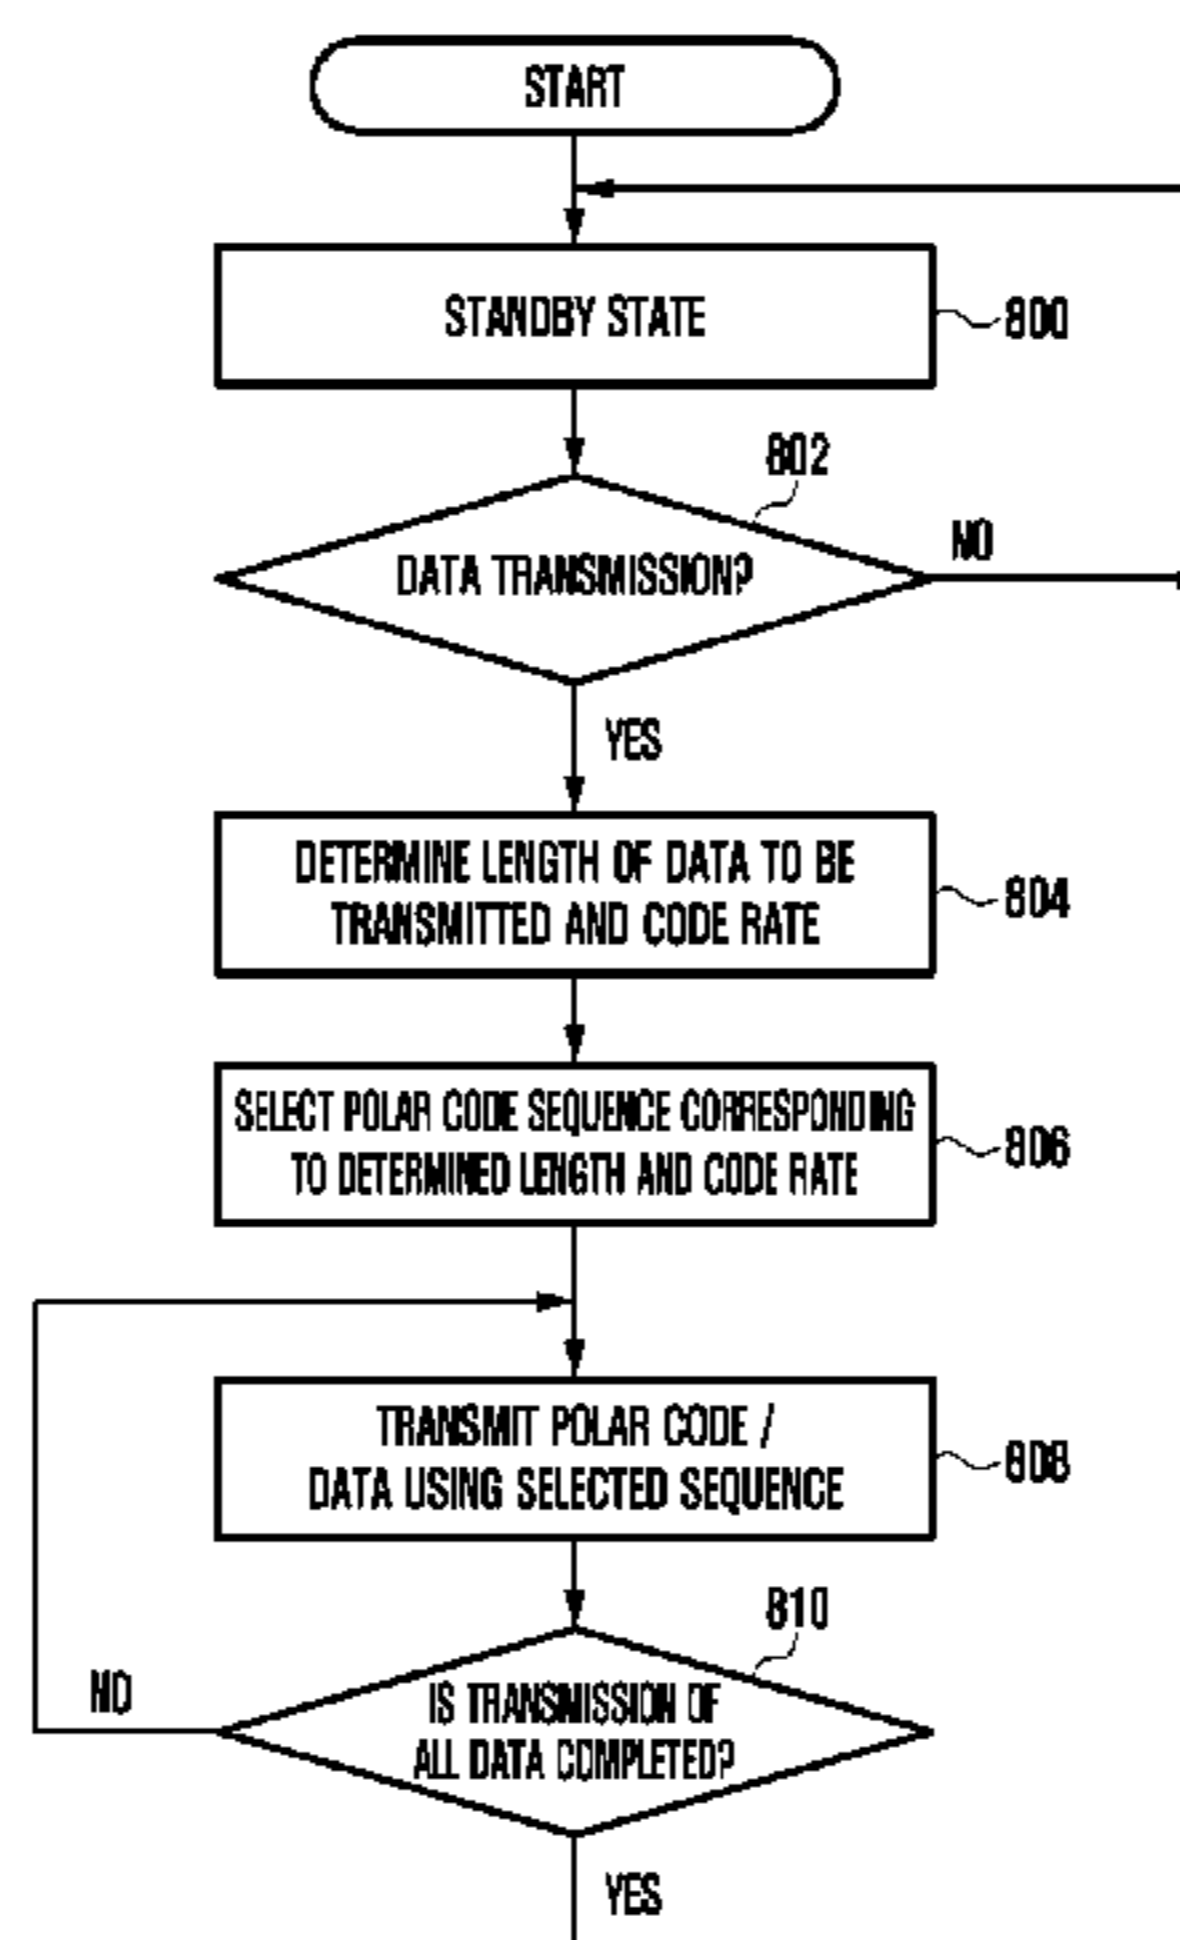 START
STANDBY STATE
800
802
DATA TRANSMISSION?
NO
YES
DETERMINE LENGTH OF DATA TO BE
TRANSMITTED AND CODE RATE
804
SELECT POLAR CODE SEQUENCE CORRESPONDING
TO DETERMINED LENGTH AND CODE RATE
806
TRANSMIT POLAR CODE /
DATA USING SELECTED SEQUENCE
808
810
IS TRANSMISSION OF
ALL DATA COMPLETED?
NO
YES